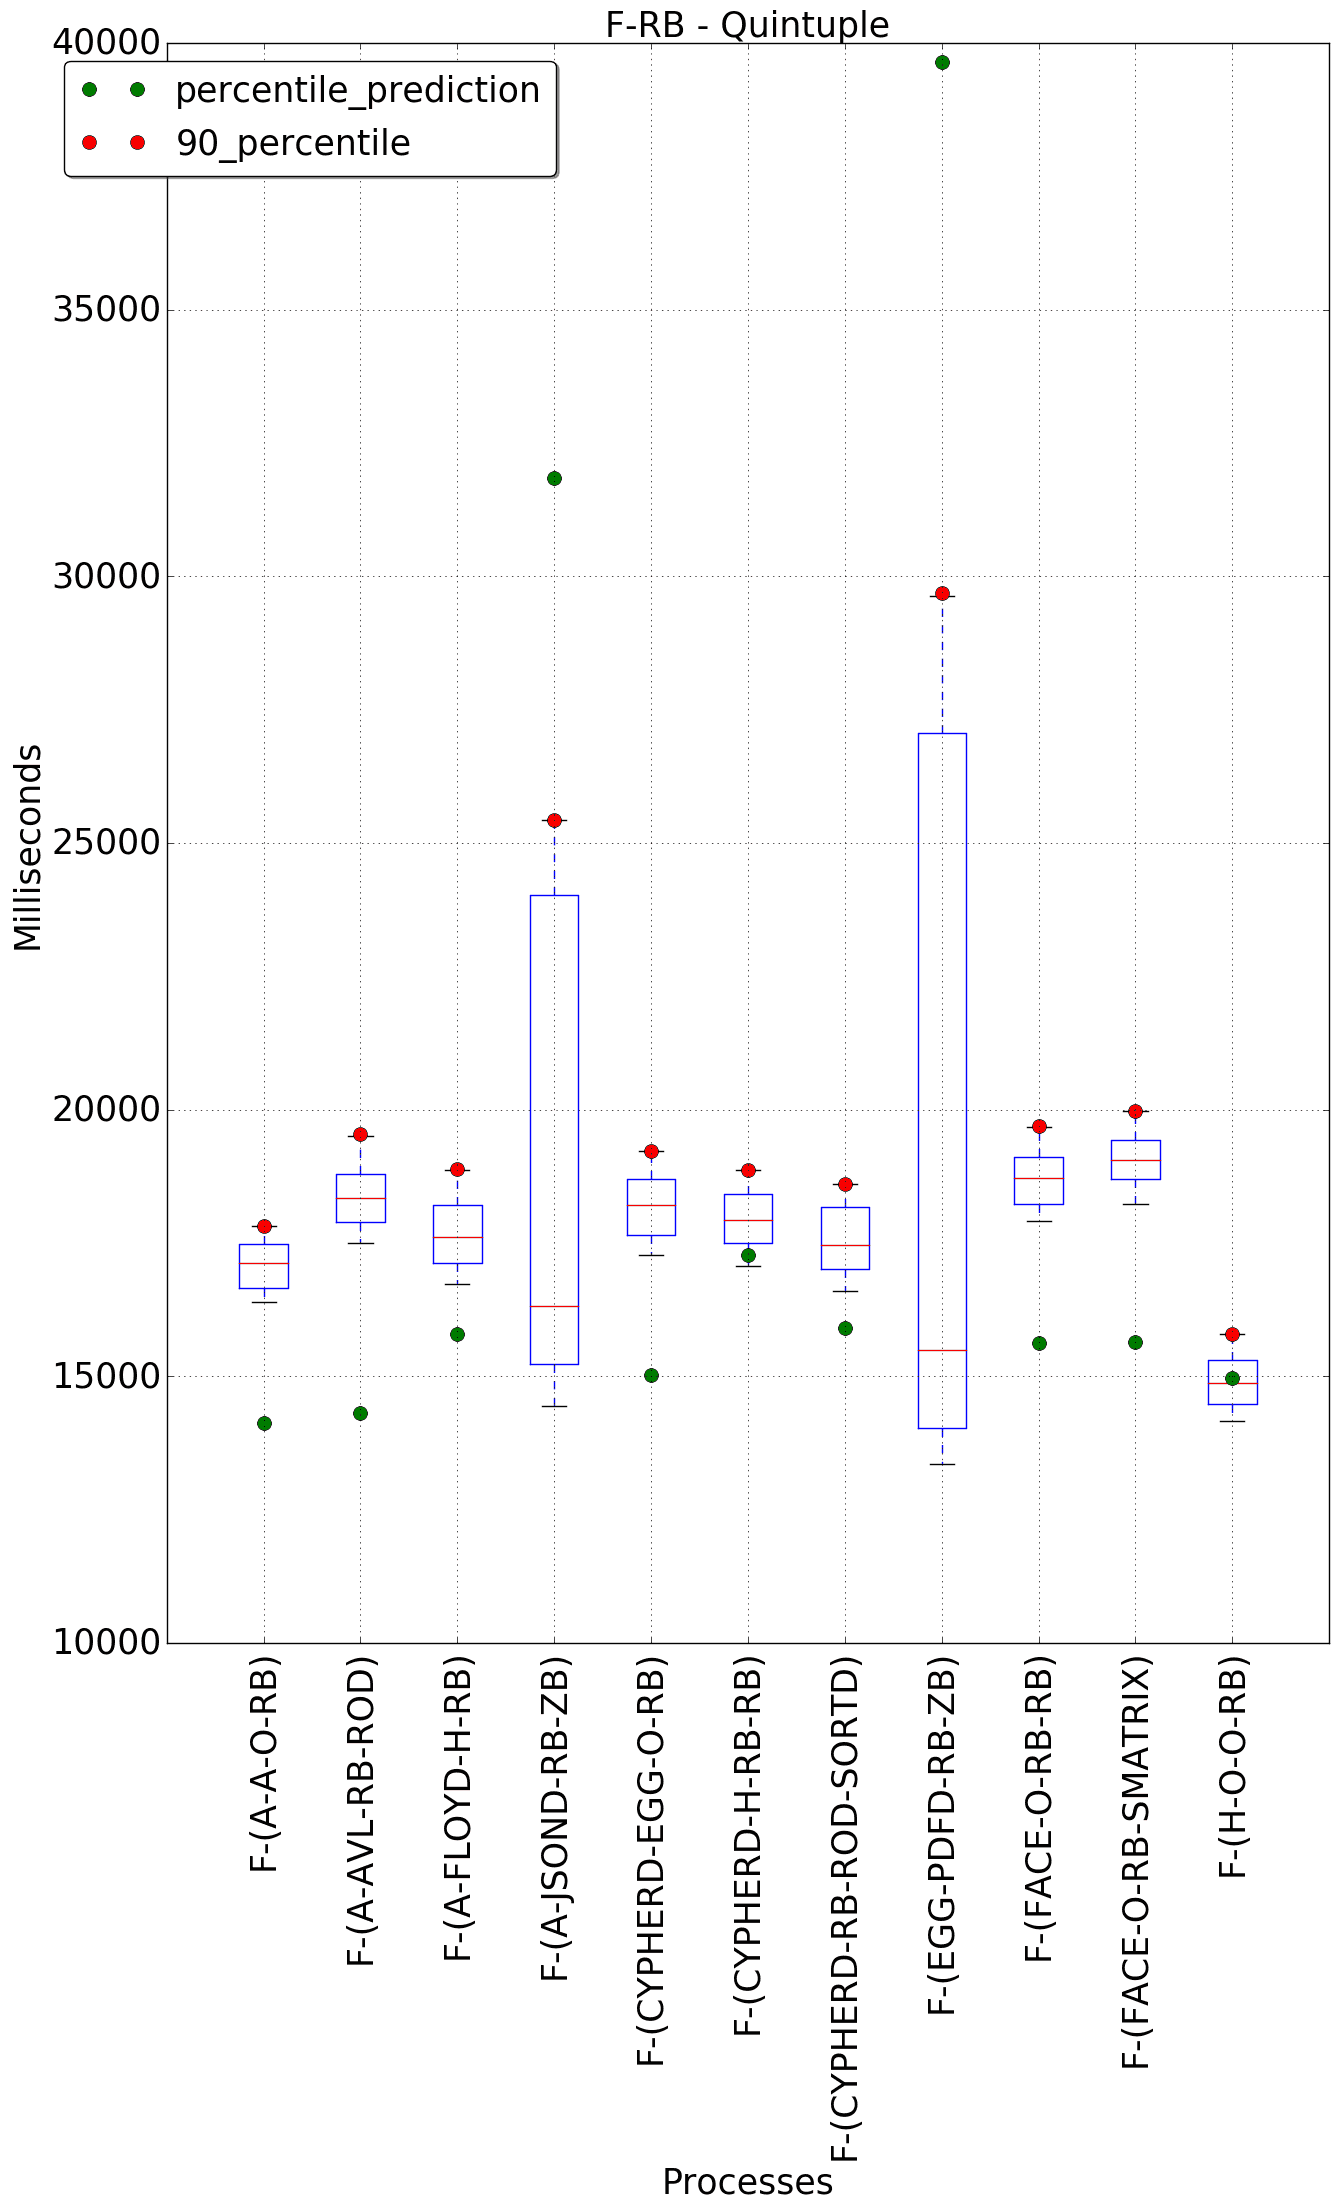 F-RB - Quintuple
percentile_prediction
90_percentile
40000
35000
30000
25000
20000
15000
10000
Milliseconds
F-(A-A-O-RB)
F-(A-AVL-RB-ROD)
F-(A-FLOYD-H-RB)
F-(A-JSOND-RB-ZB)
F-(CYPHERD-EGG-O-RB)
F-(CYPHERD-H-RB-RB)
F-(CYPHERD-RB-ROD-SORTD)
F-(EGG-PDFD-RB-ZB)
F-(FACE-O-RB-RB)
F-(FACE-O-RB-SMATRIX)
F-(H-O-O-RB)
Processes